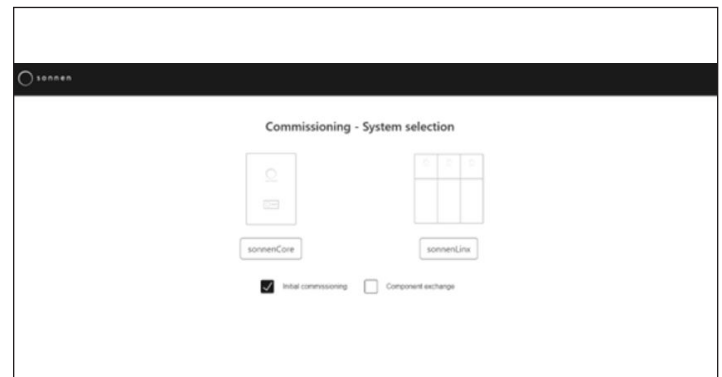 sonnen
Commissioning - System selection
sonnenCore
sonnenLinx
Initial commissioning
Component exchange